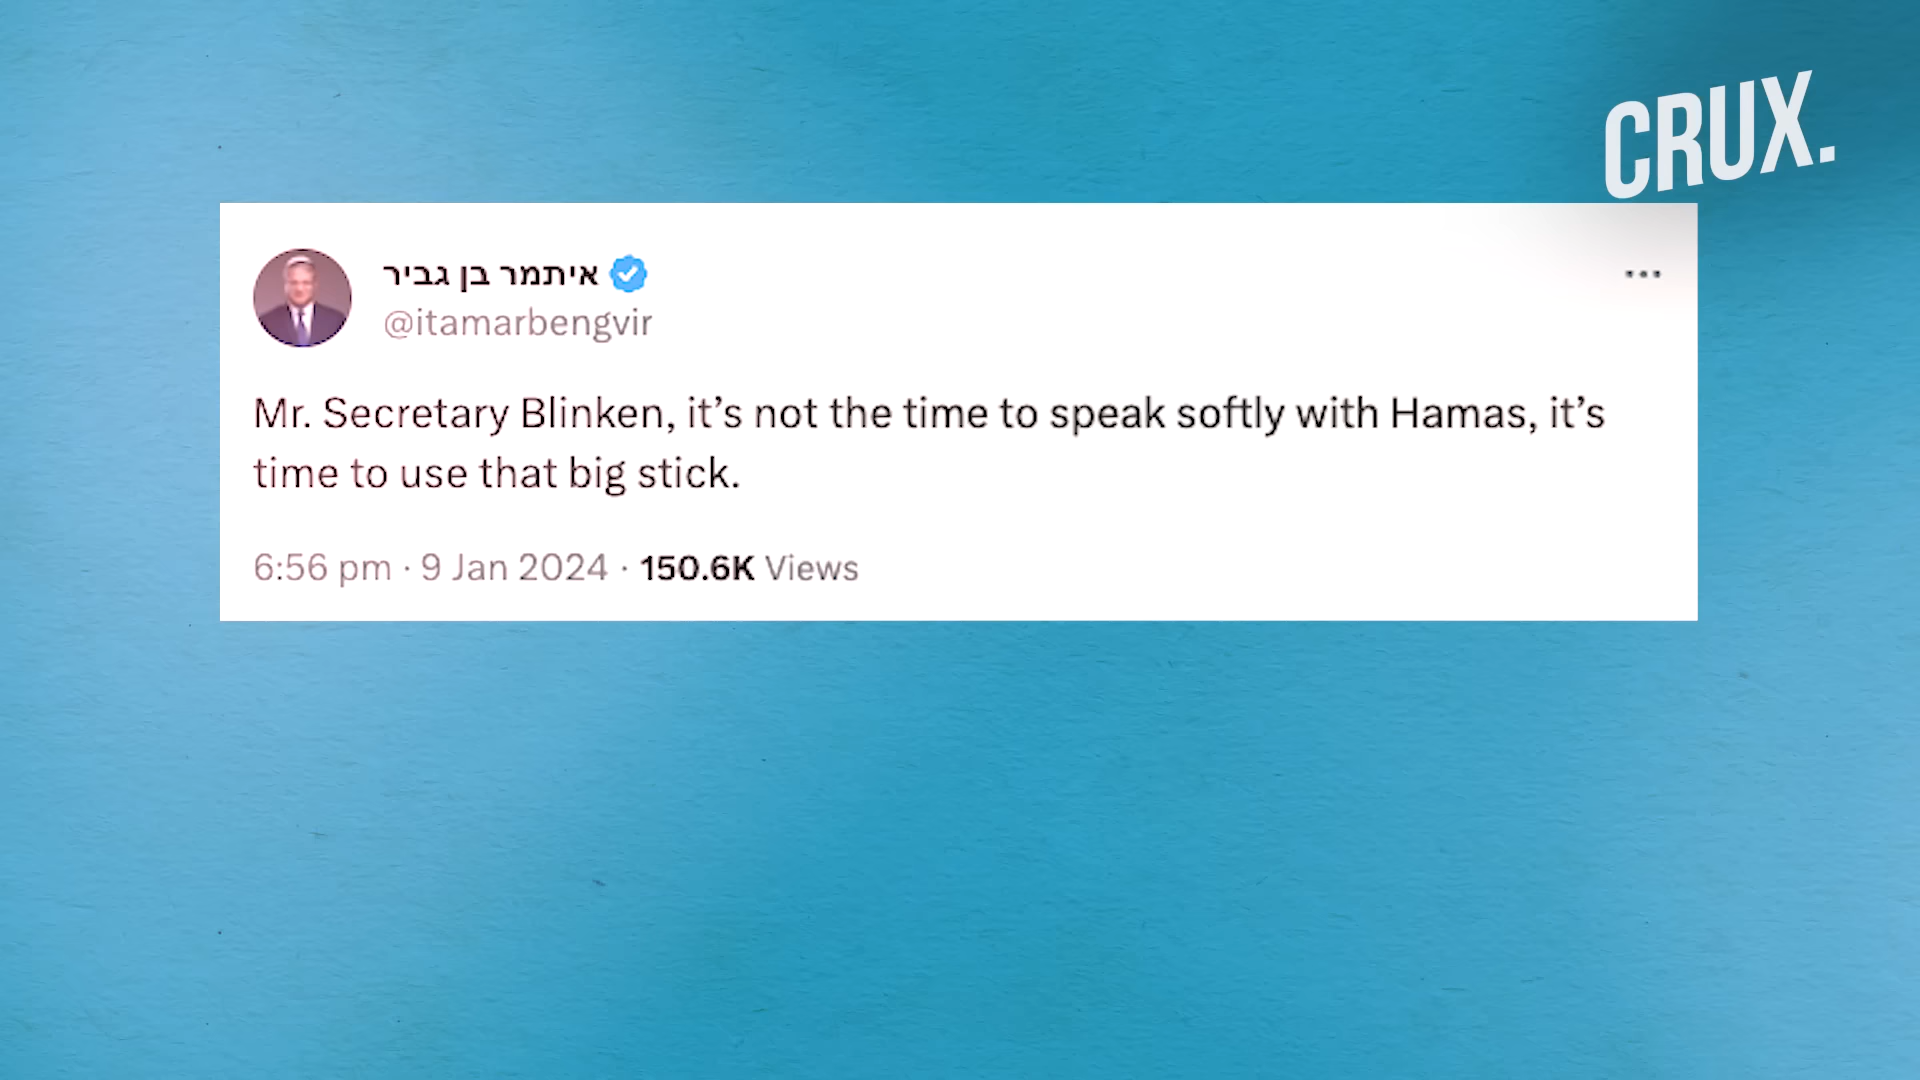 CRUX.
איתמר בן גביר
@itamarbengvir
Mr. Secretary Blinken, it’s not the time to speak softly with Hamas, it’s
time to use that big stick.
6:56 pm · 9 Jan 2024 · 150.6K Views